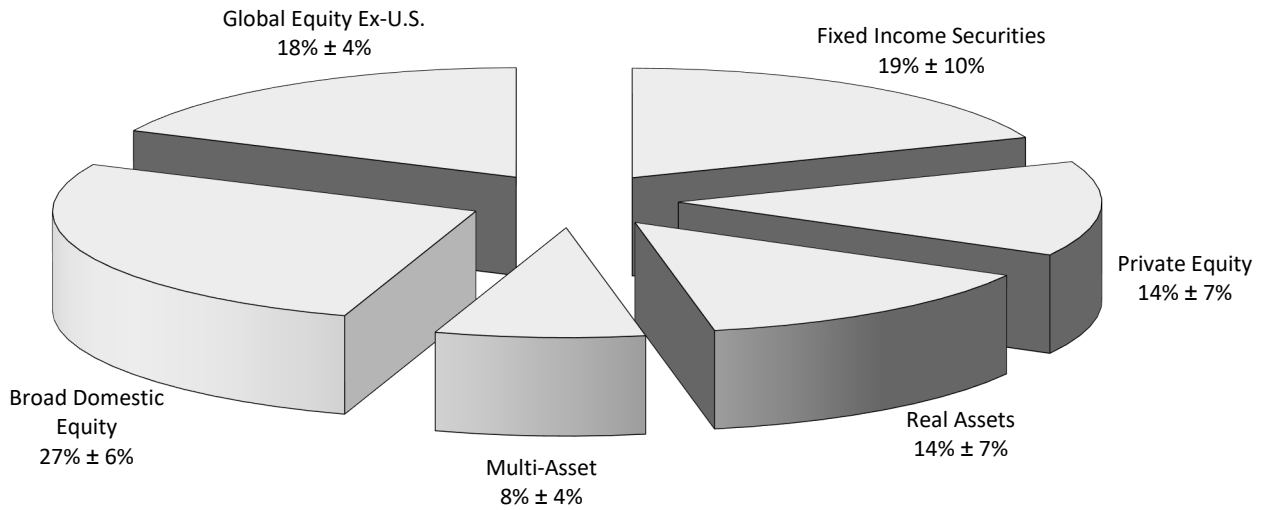 Global Equity Ex-U.S.
18% ± 4%
Fixed Income Securities
19% ± 10%
Private Equity
14% ± 7%
Real Assets
14% ± 7%
Multi-Asset
8% ± 4%
Broad Domestic
Equity
27% ± 6%